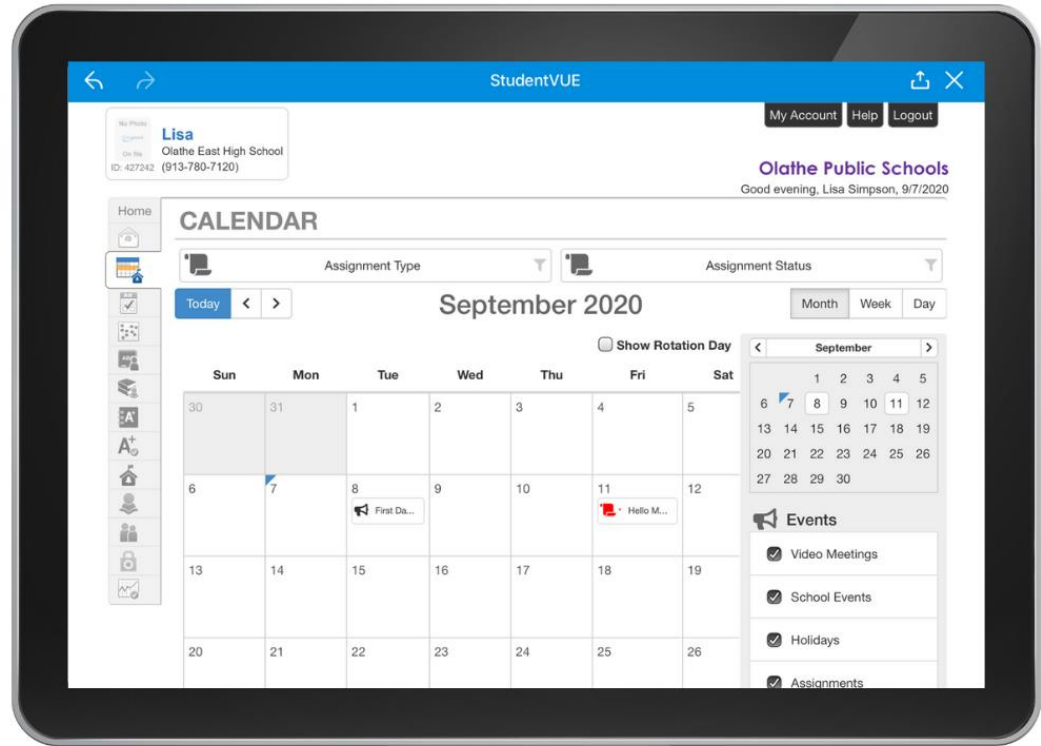 StudentVUE
My Account Help Logout
No Photo
On file
Lisa
Olathe East High School
ID: 427242 (913-780-7120)
Olathe Public Schools
Good evening, Lisa Simpson, 9/7/2020
Home
CALENDAR
Assignment Type
Assignment Status
Today
September 2020
Month Week Day
Show Rotation Day
Sun Mon Tue Wed Thu Fri Sat
30 31 1 2 3 4 5
6 7 8 9 10 11 12
First Da... Hello M...
13 14 15 16 17 18 19
20 21 22 23 24 25 26
September
1 2 3 4 5
6 7 8 9 10 11 12
13 14 15 16 17 18 19
20 21 22 23 24 25 26
27 28 29 30
Events
Video Meetings
School Events
Holidays
Assignments